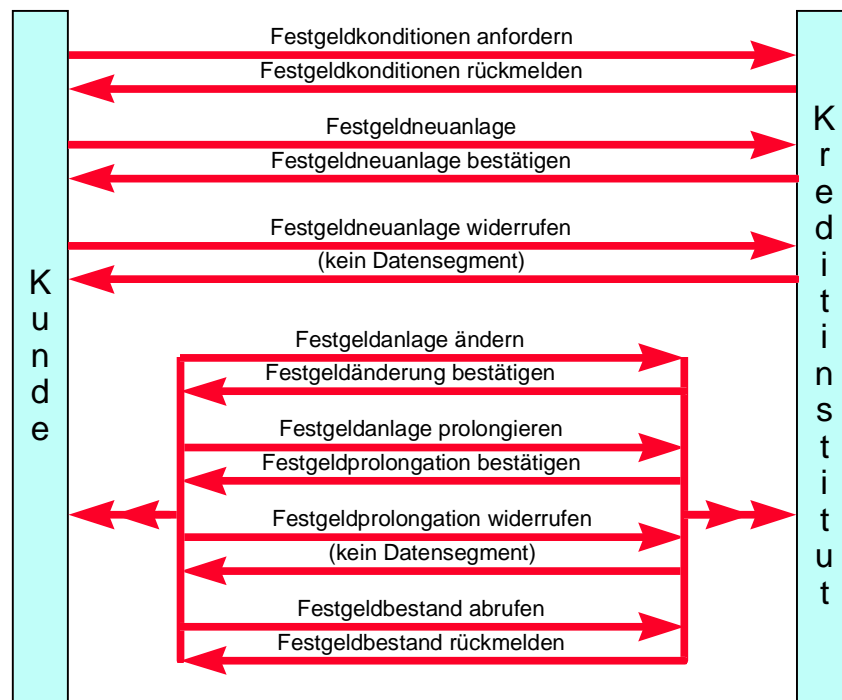 Kunde
Festgeldkonditionen anfordern
Festgeldkonditionen rückmelden
Festgeldneuanlage
Festgeldneuanlage bestätigen
Festgeldneuanlage widerrufen
(kein Datensegment)
Festgeldanlage ändern
Festgeldänderung bestätigen
Festgeldanlage prolongieren
Festgeldprolongation bestätigen
Festgeldprolongation widerrufen
(kein Datensegment)
Festgeldbestand abrufen
Festgeldbestand rückmelden
Kreditinstitut